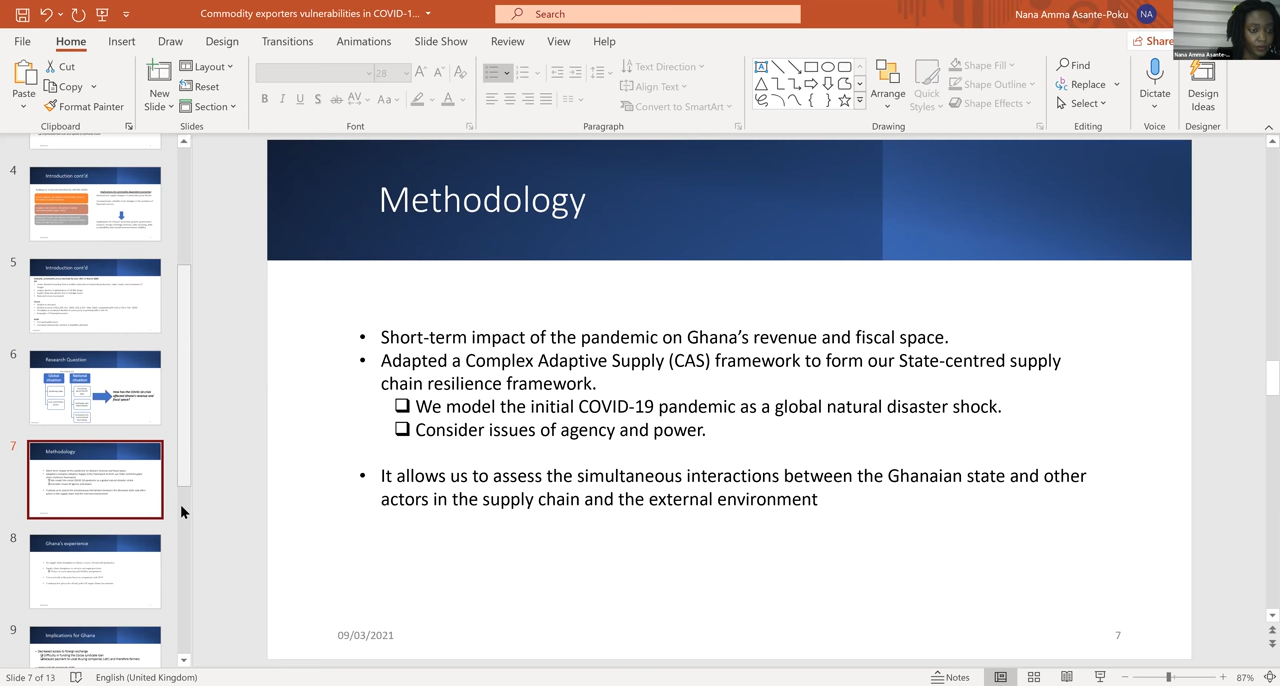 Commodity exporters vulnerabilities in COVID-1...
Search
Nana Amma Asante-Poku
NA
Nana Amma Asante-...
File Home Insert Draw Design Transitions Animations Slide Show Review View Help
Share
Paste
Cut
Copy
Format Painter
Clipboard
New Slide
Layout
Reset
Section
Slides
28
Font
Paragraph
Text Direction
Align Text
Convert to SmartArt
Arrange
Quick Styles
Shape Fill
Shape Outline
Shape Effects
Drawing
Find
Replace
Select
Editing
Dictate
Voice
Design Ideas
Designer
4
Introduction cont'd
5
Introduction cont'd
6
Research Question
Global Situation
National Situation
7
Methodology
8
Ghana's experience
9
Implications for Ghana
Methodology
• Short-term impact of the pandemic on Ghana's revenue and fiscal space.
• Adapted a Complex Adaptive Supply (CAS) framework to form our State-centred supply
chain resilience framework.
❑ We model the initial COVID-19 pandemic as a global natural disaster shock.
❑ Consider issues of agency and power.
• It allows us to assess the simultaneous interactions between the Ghanaian state and other
actors in the supply chain and the external environment
09/03/2021
7
Slide 7 of 13
English (United Kingdom)
Notes
87%